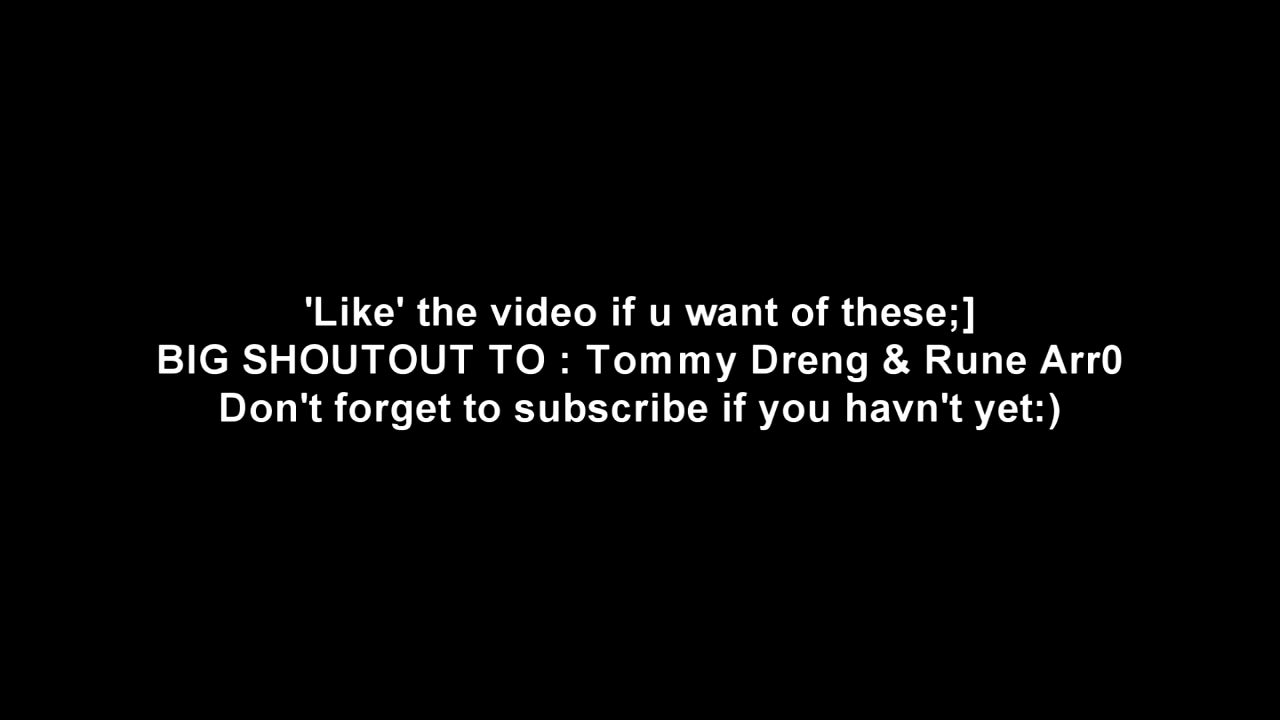 'Like' the video if u want of these;]
BIG SHOUTOUT TO : Tommy Dreng & Rune Arr0
Don't forget to subscribe if you havn't yet:)